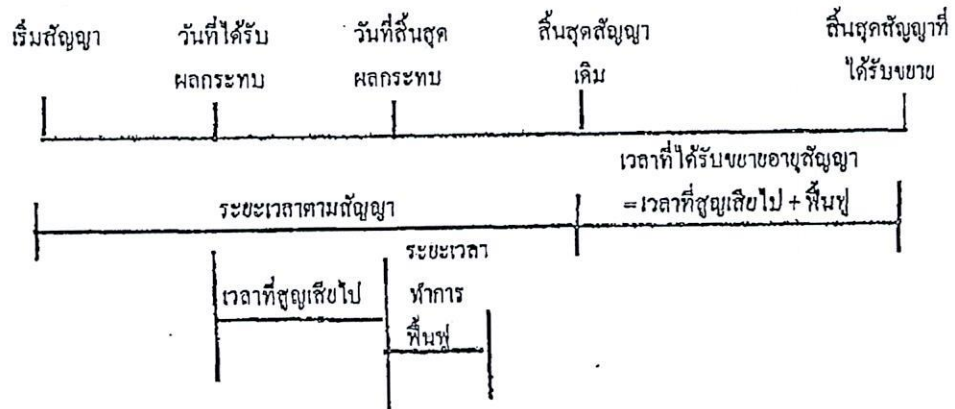 เริ่มสัญญา
วันที่ได้รับ
ผลกระทบ
วันที่สิ้นสุด
ผลกระทบ
สิ้นสุดสัญญา
เดิม
สิ้นสุดสัญญาที่
ได้รับขยาย
เวลาที่ได้รับขยายอายุสัญญา
=เวลาที่สูญเสียไป + ฟื้นฟู
ระยะเวลาตามสัญญา
เวลาที่สูญเสียไป
ระยะเวลา
ทำการ
ฟื้นฟู